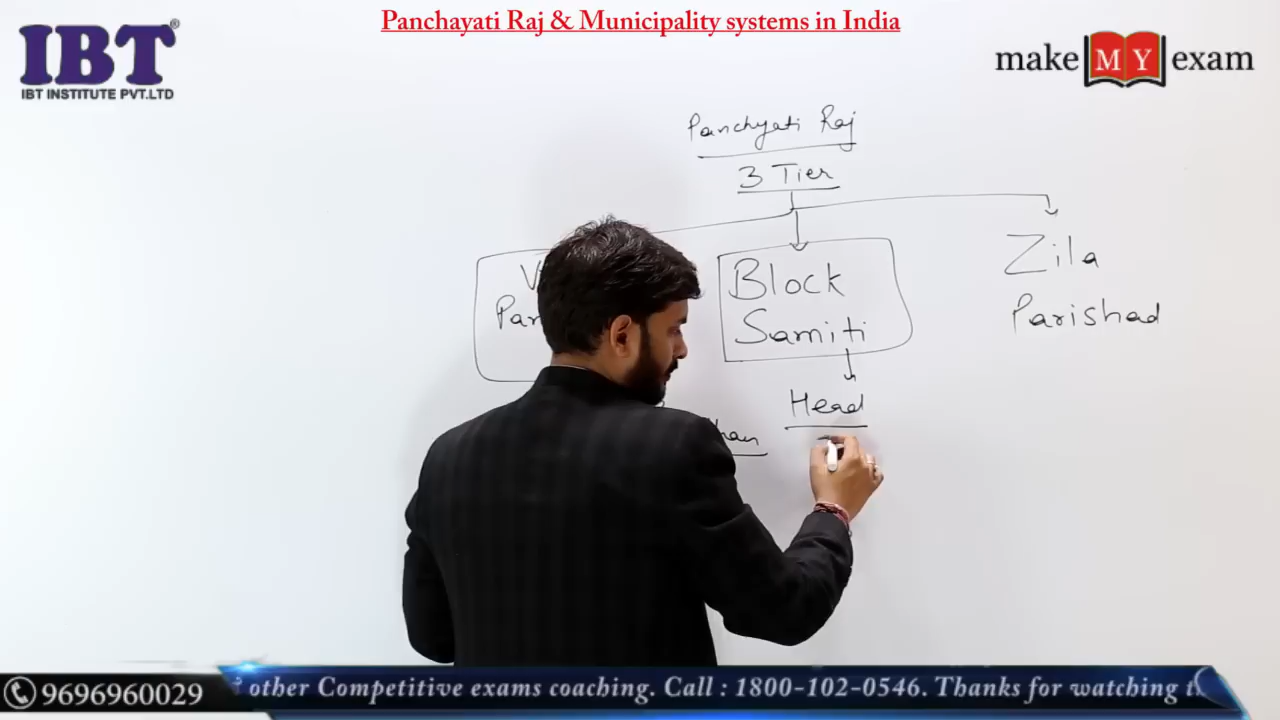 Panchayati Raj & Municipality systems in India
IBT®
IBT INSTITUTE PVT.LTD
make MY exam
Panchyati Raj
3 Tier
Block
Samiti
Zila
Parishad
Head
9696960029
other Competitive exams coaching. Call : 1800-102-0546. Thanks for watching